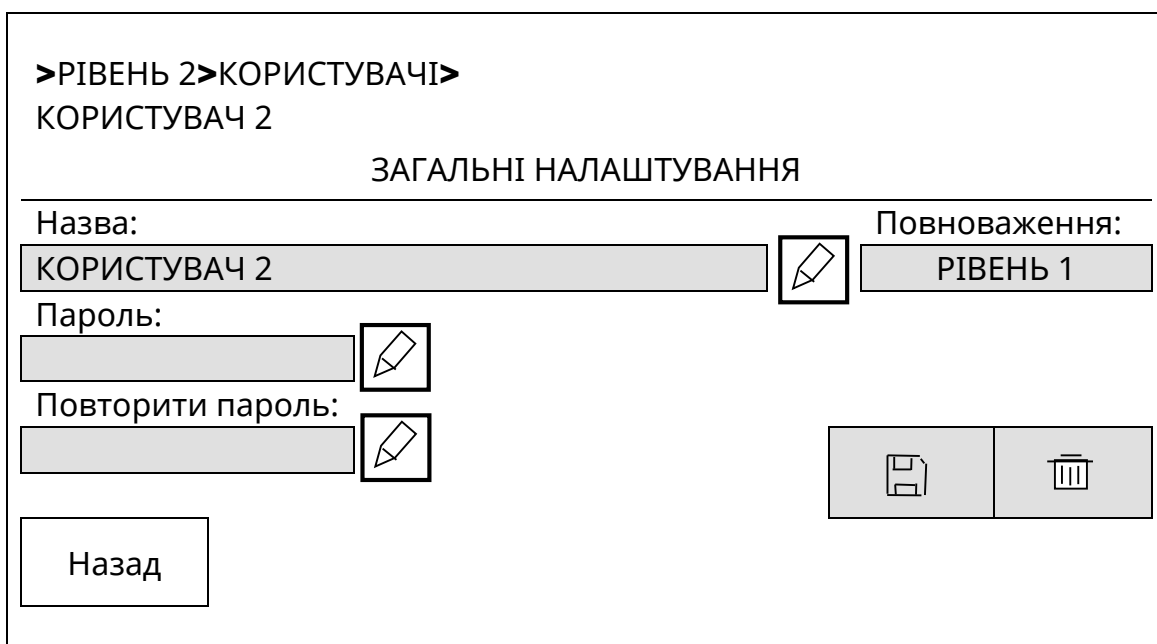 >РІВЕНЬ 2>КОРИСТУВАЧІ>
КОРИСТУВАЧ 2
ЗАГАЛЬНІ НАЛАШТУВАННЯ
Назва: Повноваження:
КОРИСТУВАЧ 2 РІВЕНЬ 1
Пароль:
Повторити пароль:
Назад